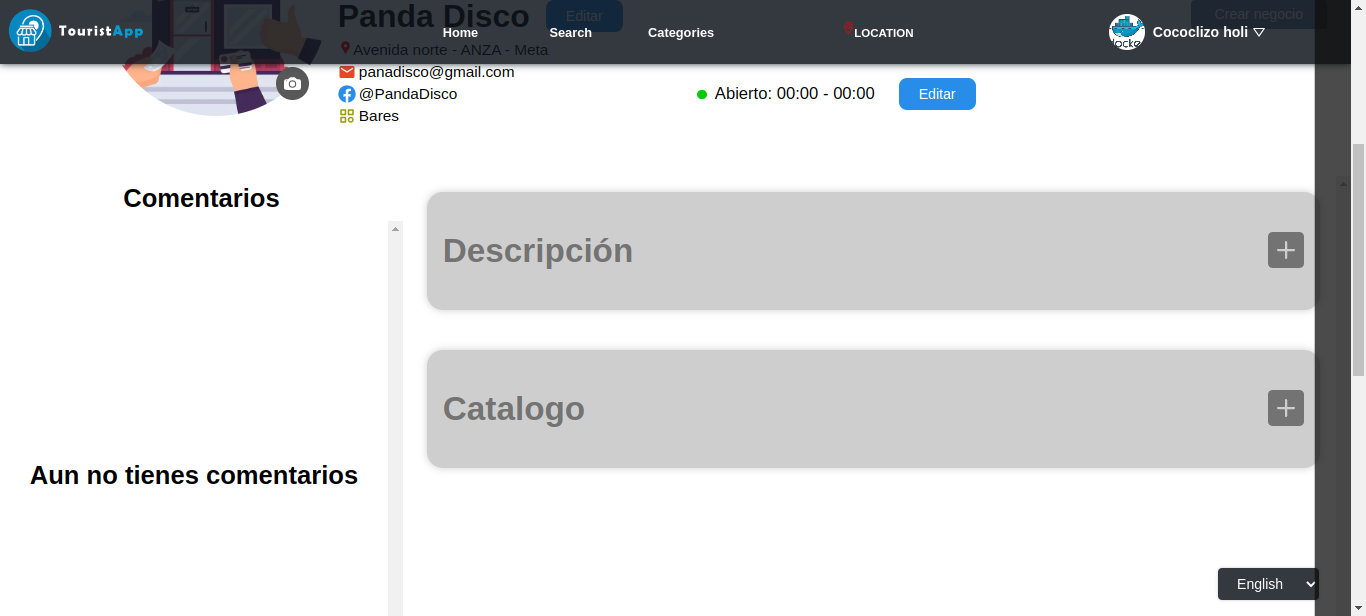 Panda Disco
Editar
Crear negocio
TouristApp
Home
Search
Categories
LOCATION
Cococlizo holi
Avenida norte - ANZA - Meta
panadisco@gmail.com
@PandaDisco
Abierto: 00:00 - 00:00
Editar
Bares
Comentarios
Descripción
Catalogo
Aun no tienes comentarios
English